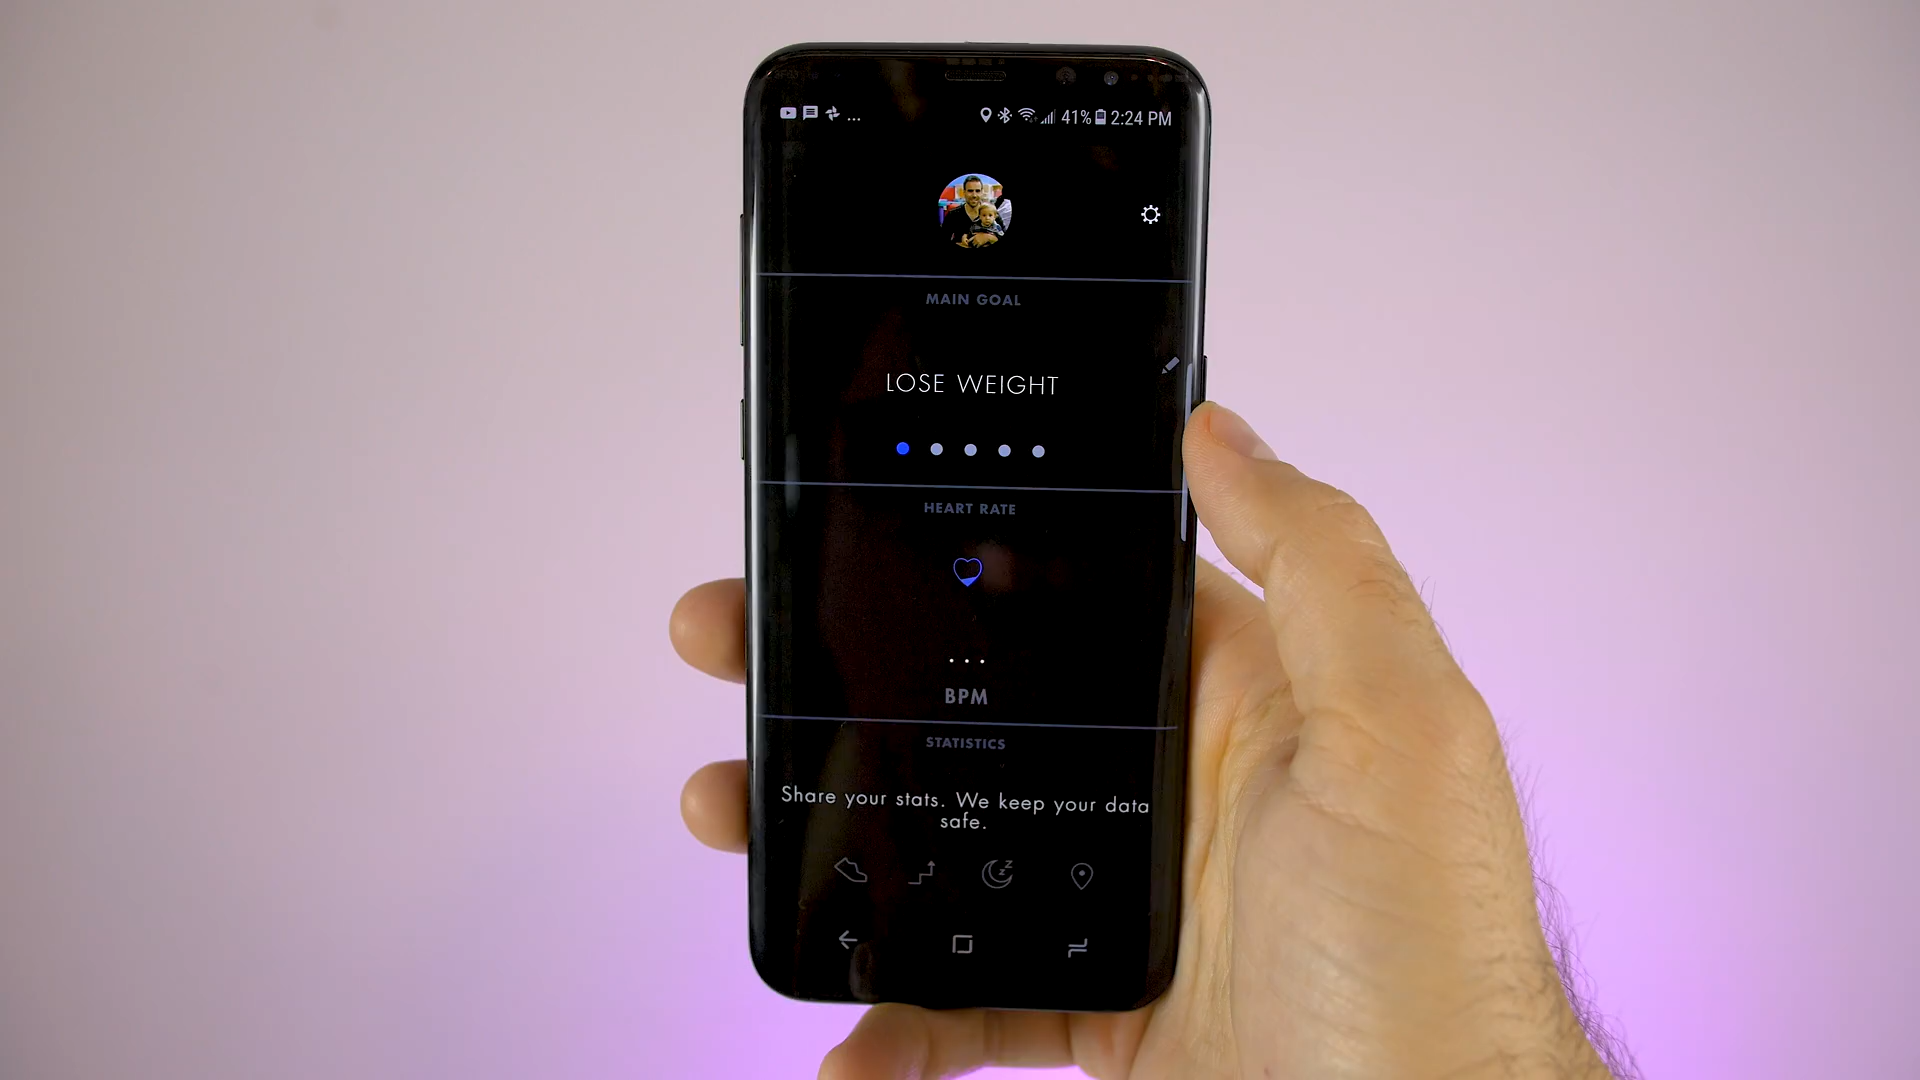 ... 41% 2:24 PM
MAIN GOAL
LOSE WEIGHT
HEART RATE
...
BPM
STATISTICS
Share your stats. We keep your data
safe.